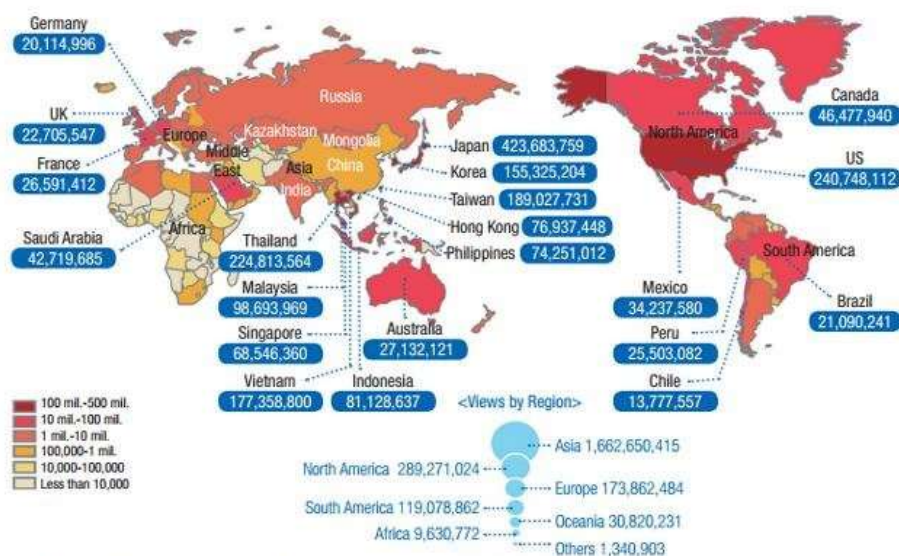 Germany
20,114,996
UK
22,705,547
France
26,591,412
Saudi Arabia
42,719,685
Europe
Russia
Kazakhstan
Mongolia
Middle
East
Asia
China
India
Africa
Japan 423,683,759
Korea 155,325,204
Taiwan 189,027,731
Hong Kong 76,937,448
Philippines 74,251,012
Thailand
224,813,564
Malaysia
98,693,969
Singapore
68,546,360
Vietnam
177,358,800
Indonesia
81,128,637
Australia
27,132,121
Canada
46,477,940
North America
US
240,748,112
South America
Mexico
34,237,580
Brazil
21,090,241
Peru
25,503,082
Chile
13,777,557
100 mil.-500 mil.
10 mil.-100 mil.
1 mil.-10 mil.
100,000-1 mil.
10,000-100,000
Less than 10,000
<Views by Region>
Asia 1,662,650,415
North America 289,271,024
Europe 173,862,484
South America 119,078,862
Oceania 30,820,231
Africa 9,630,772
Others 1,340,903